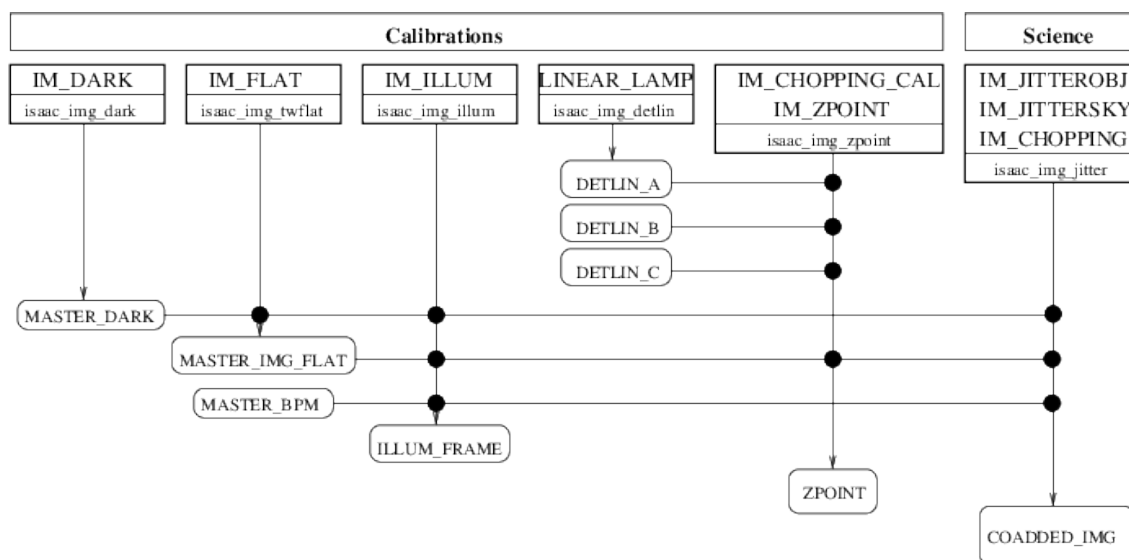 Calibrations
Science
IM_DARK
isaac_img_dark
IM_FLAT
isaac_img_twflat
IM_ILLUM
isaac_img_illum
LINEAR_LAMP
isaac_img_detlin
IM_CHOPPING_CAL
IM_ZPOINT
isaac_img_zpoint
IM_JITTEROBJ
IM_JITTERSKY
IM_CHOPPING
isaac_img_jitter
DETLIN_A
DETLIN_B
DETLIN_C
MASTER_DARK
MASTER_IMG_FLAT
MASTER_BPM
ILLUM_FRAME
ZPOINT
COADDED_IMG